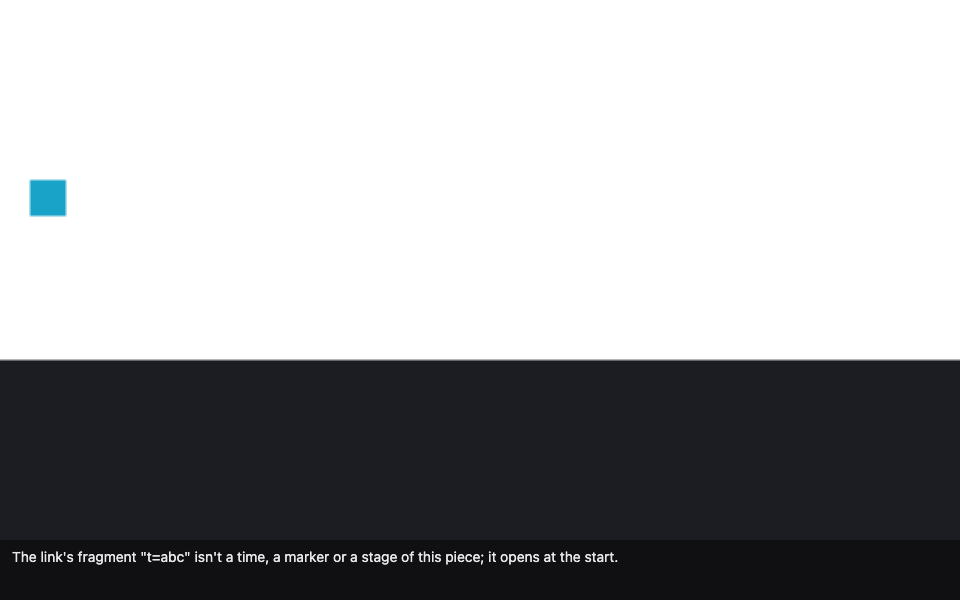 The link's fragment "t=abc" isn't a time, a marker or a stage of this piece; it opens at the start.